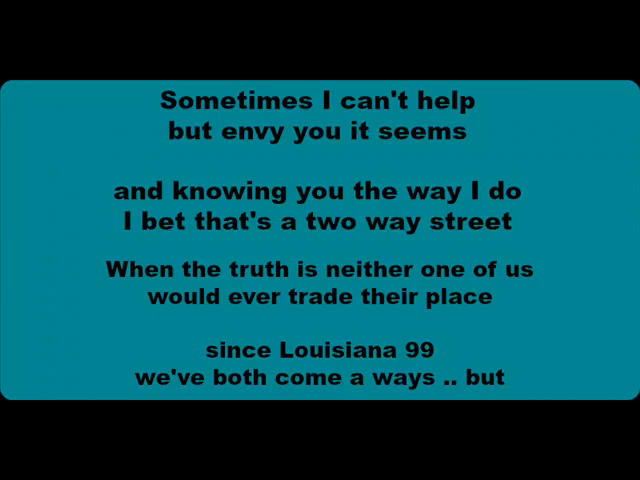 Sometimes I can't help
but envy you it seems
and knowing you the way I do
I bet that's a two way street
When the truth is neither one of us
would ever trade their place
since Louisiana 99
we've both come a ways .. but